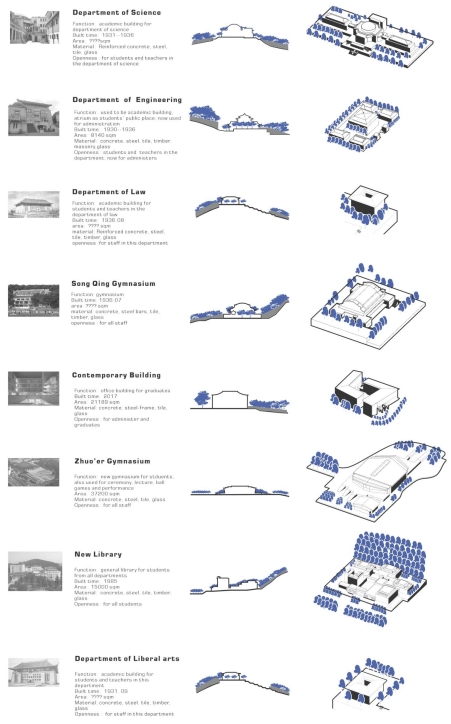 Department of Science
Function: academic building for
department of science
Built time: 1931.-1936
Area: ????sqm
Material: Reinforced concrete, steel,
tile, glass
Openness: for students and teachers in
the department of science
Department of Engineering
Function: used to be academic building
atrium as students' public place, now used
for administration
Built time: 1930.-1936
Area: 8140 sqm
Material: concrete, steel, tile, timber,
masonry,glass
Openness: students and teachers in the
department, now for administers
Department of Law
Function: academic building for
students and teachers in the
department of law
Built time: 1936.08
area: ???? sqm
material: Reinforced concrete, steel,
tile, timber, glass
openness: for staff in this department
Song Qing Gymnasium
Function: gymnasium
Built time: 1936.07
area: ???? sqm
material: concrete, steel bars, tile,
timber, glass
openness: for all staff
Contemporary Building
Function: office building for graduates
Built time: 2017
Area: 21189 sqm
Material: concrete, steel-frame, tile,
glass
Openness: for administer and
graduates
Zhuo'er Gymnasium
Function: new gymnasium for stduents,
also used for ceremony, lecture, ball
games and performance
Area: 37200 sqm
Material: concrete, steel, tile, glass
Openness: for all staff
New Library
Function: general library for students
from all departments
Built time: 1985
Area: 15000 sqm
Material: concrete, steel, tile, timber,
glass
Openness: for all students
Department of Liberal arts
Function: academic building for
students and teachers in this
department
Built time: 1931. 09
Area: ???? sqm
Material: concrete, steel, tile, timber,
glass
Openness: for staff in this department